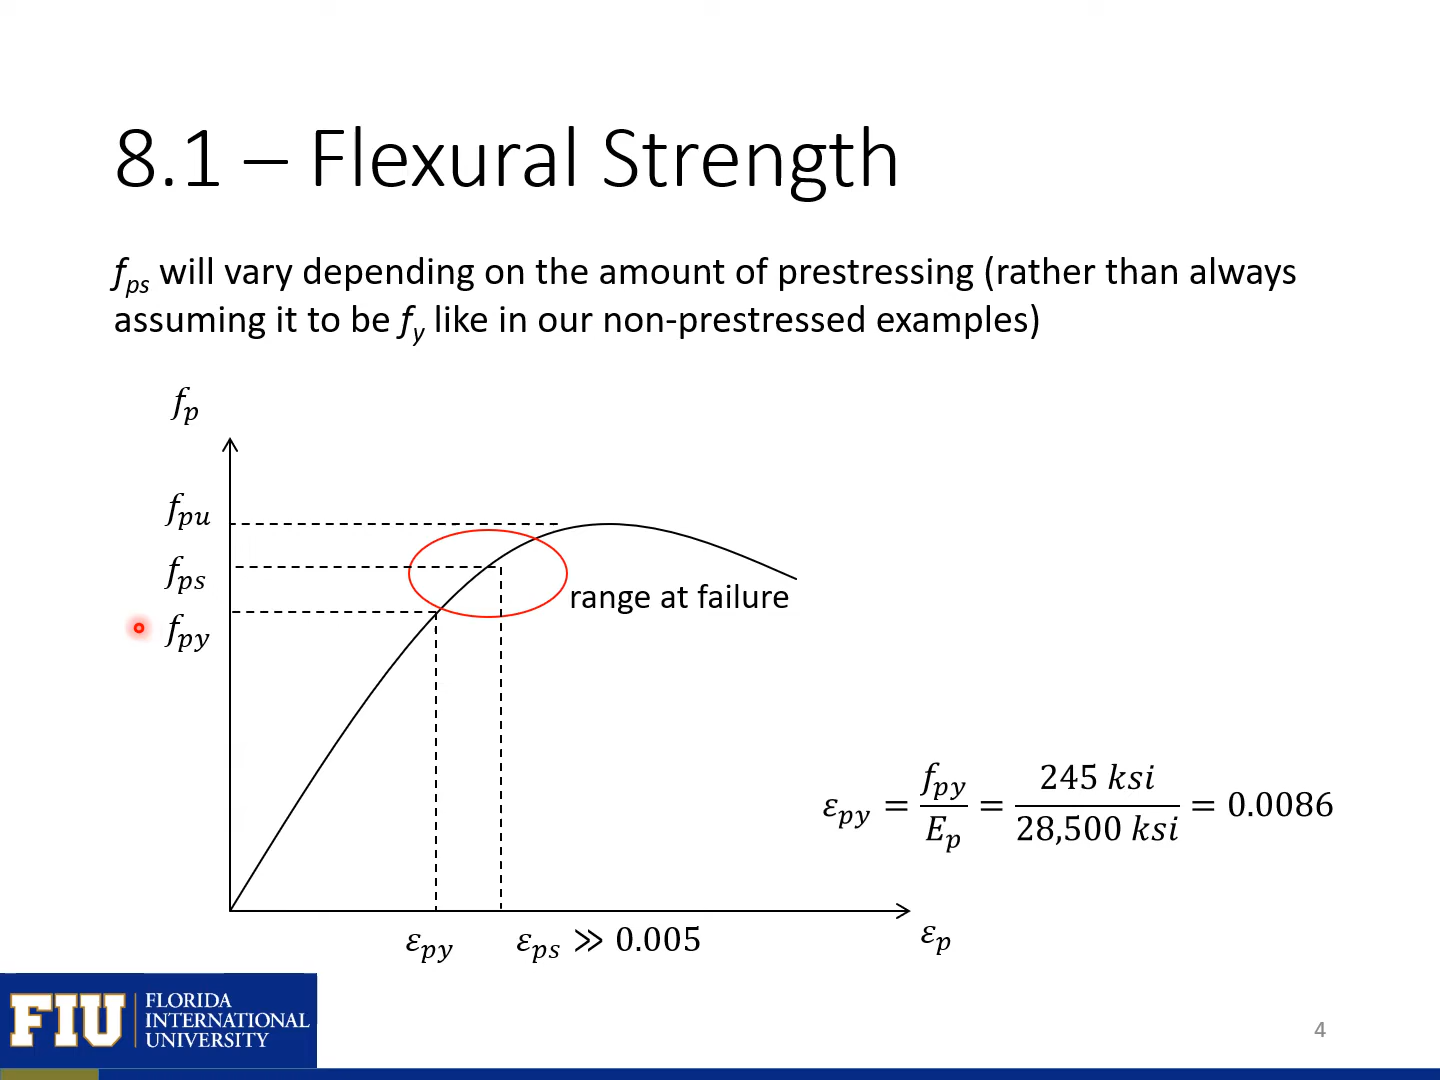 8.1 – Flexural Strength
f_ps will vary depending on the amount of prestressing (rather than always
assuming it to be f_y like in our non-prestressed examples)
f_p
f_pu
f_ps
f_py
range at failure
ε_py = f_py / E_p = 245 ksi / 28,500 ksi = 0.0086
ε_py
ε_ps ≫ 0.005
ε_p
FIU
FLORIDA
INTERNATIONAL
UNIVERSITY
4